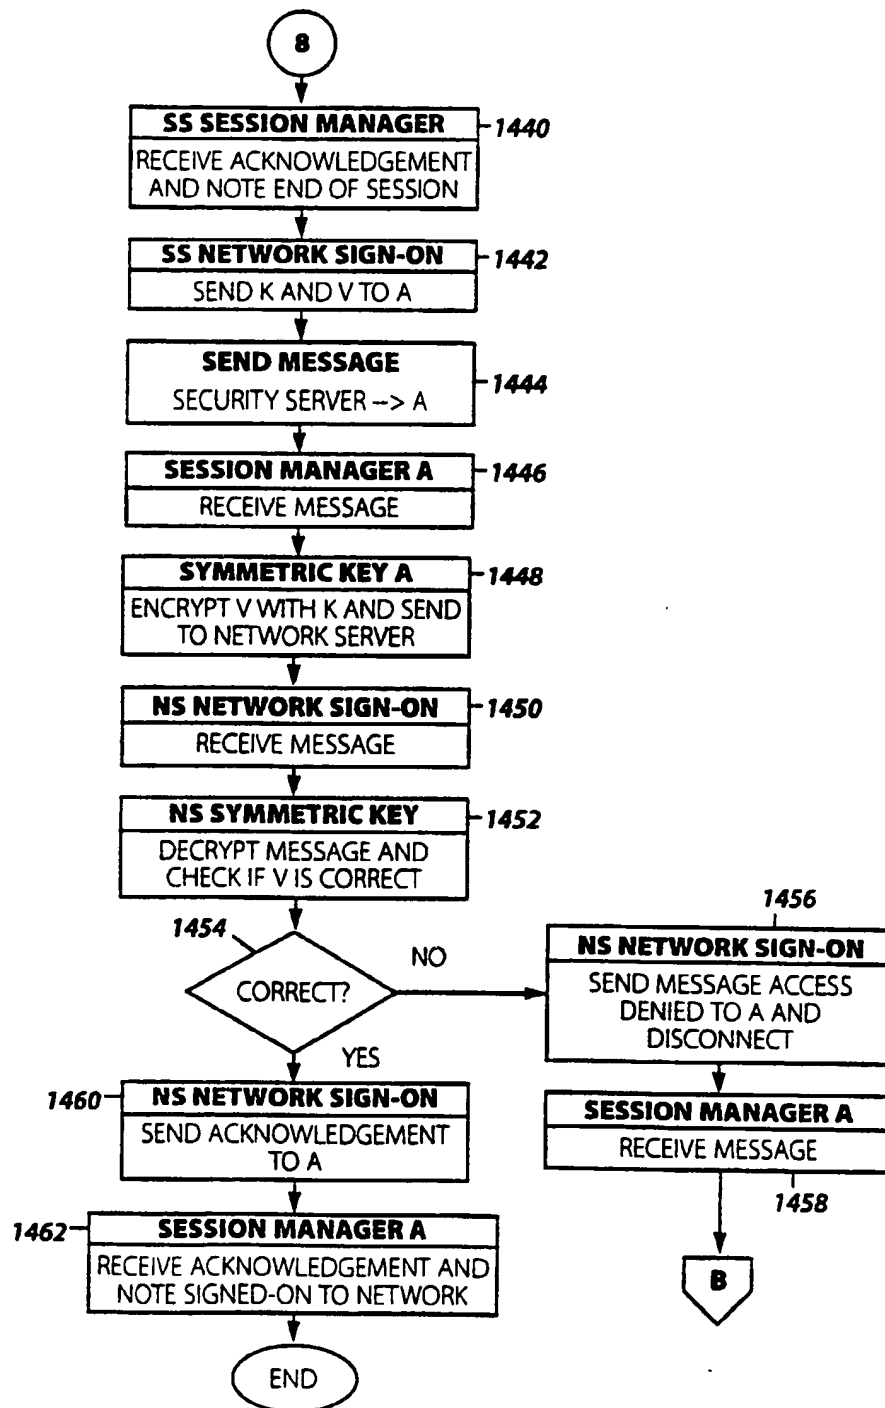 8
SS SESSION MANAGER
1440
RECEIVE ACKNOWLEDGEMENT
AND NOTE END OF SESSION
SS NETWORK SIGN-ON
1442
SEND K AND V TO A
SEND MESSAGE
1444
SECURITY SERVER --> A
SESSION MANAGER A
1446
RECEIVE MESSAGE
SYMMETRIC KEY A
1448
ENCRYPT V WITH K AND SEND
TO NETWORK SERVER
NS NETWORK SIGN-ON
1450
RECEIVE MESSAGE
NS SYMMETRIC KEY
1452
DECRYPT MESSAGE AND
CHECK IF V IS CORRECT
1454
CORRECT?
NO
YES
1456
NS NETWORK SIGN-ON
SEND MESSAGE ACCESS
DENIED TO A AND
DISCONNECT
SESSION MANAGER A
RECEIVE MESSAGE
1458
B
1460
NS NETWORK SIGN-ON
SEND ACKNOWLEDGEMENT
TO A
1462
SESSION MANAGER A
RECEIVE ACKNOWLEDGEMENT AND
NOTE SIGNED-ON TO NETWORK
END